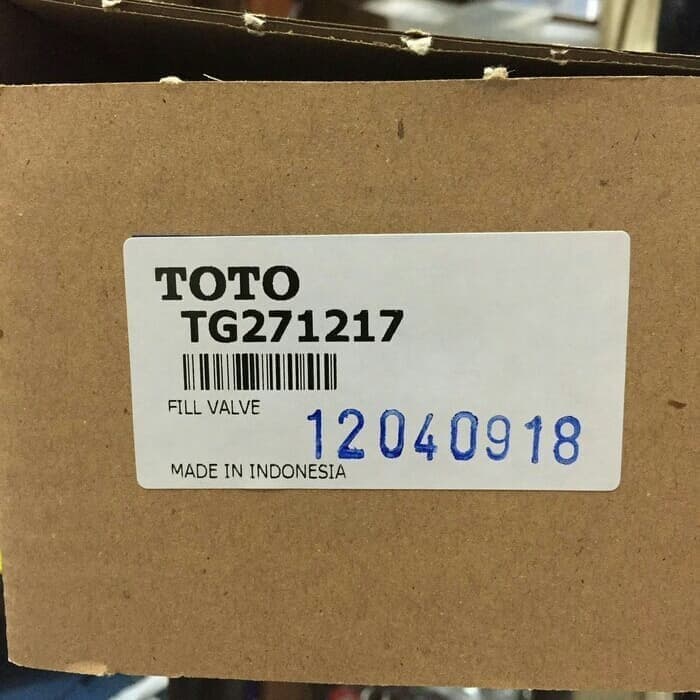 TOTO
TG271217
FILL VALVE
12040918
MADE IN INDONESIA